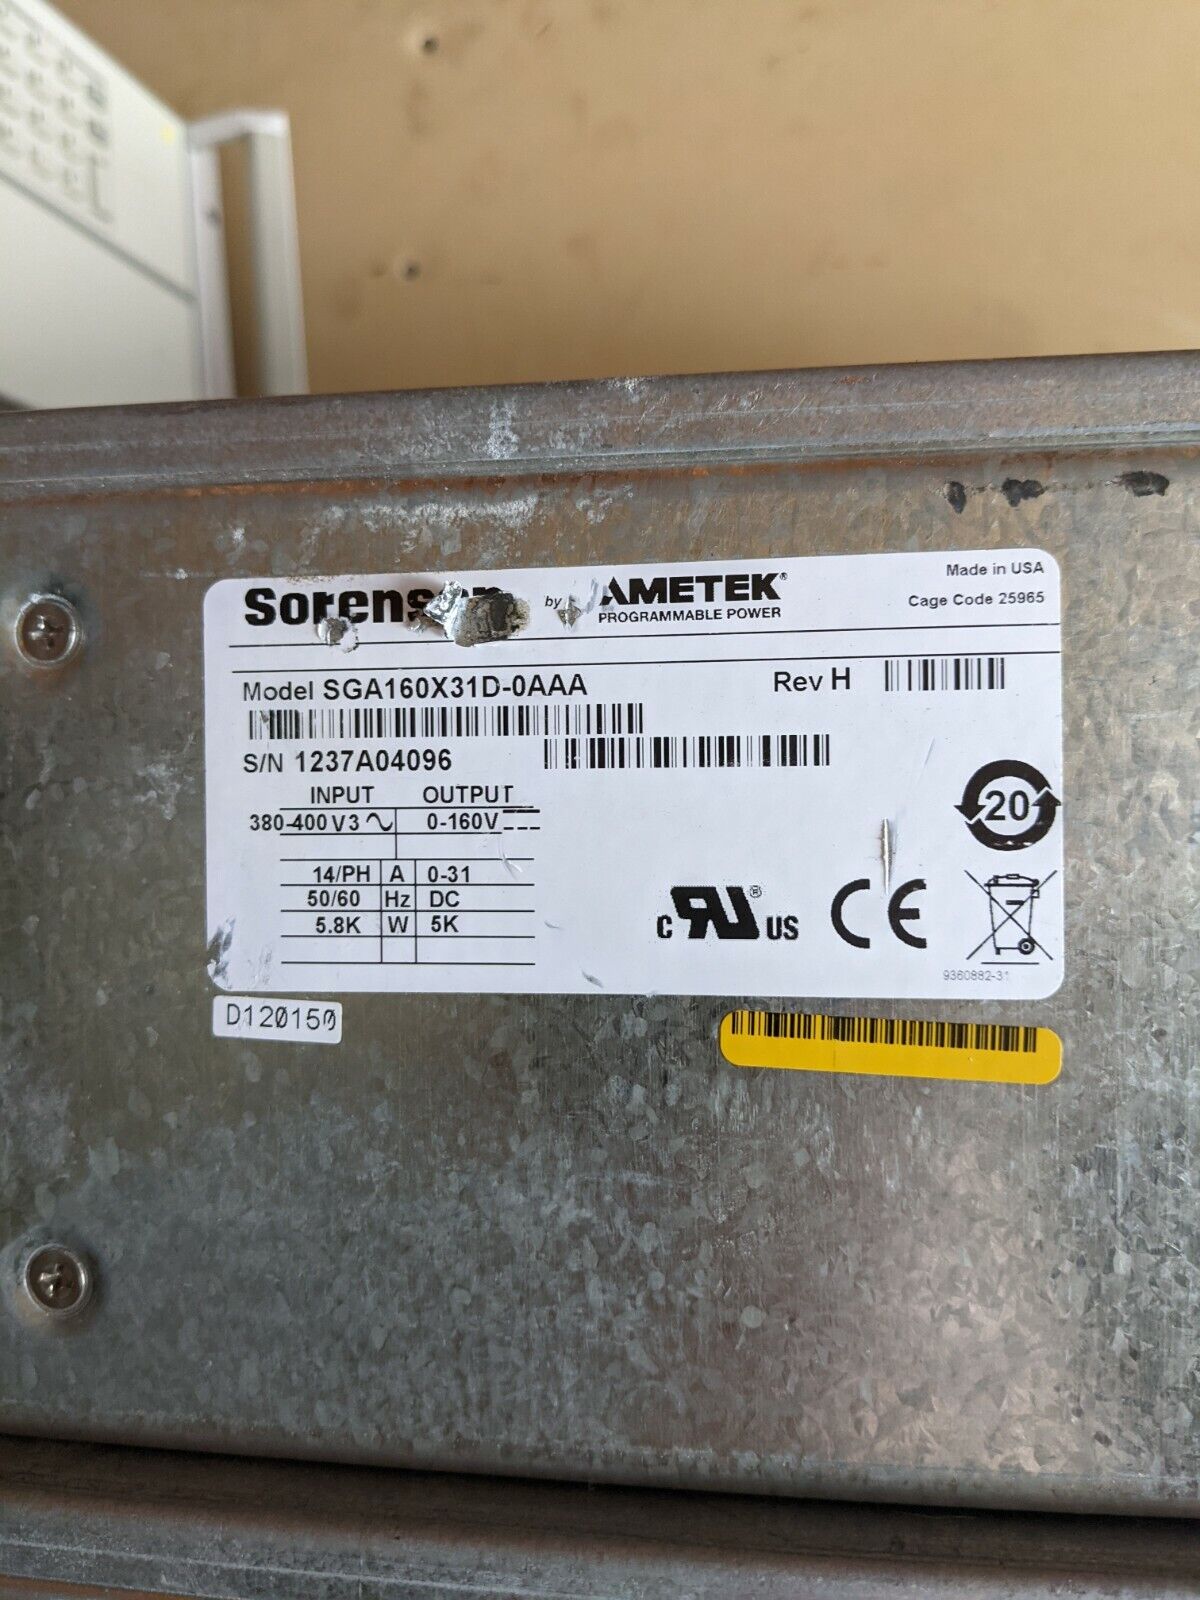 Sorensen by AMETEK®
PROGRAMMABLE POWER
Made in USA
Cage Code 25965
Model SGA160X31D-0AAA Rev H
S/N 1237A04096
INPUT OUTPUT
380-400 V 3 0-160V
14/PH A 0-31
50/60 Hz DC
5.8K W 5K
20
c RU® US CE
9360882-31
D120150